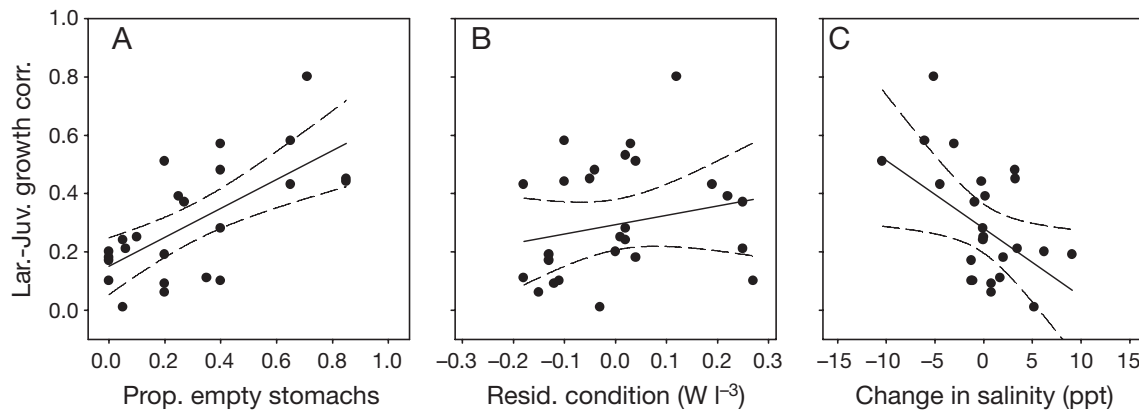 A B C
Lar.-Juv. growth corr.
1.0
0.8
0.6
0.4
0.2
0.0
0.0 0.2 0.4 0.6 0.8 1.0
–0.3 –0.2 –0.1 0.0 0.1 0.2 0.3
–15 –10 –5 0 5 10 15
Prop. empty stomachs
Resid. condition (W l⁻³)
Change in salinity (ppt)